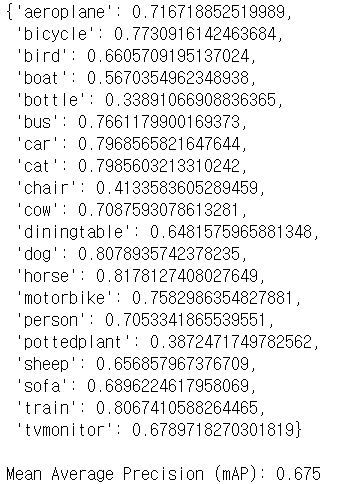 {'aeroplane': 0.716718852519989,
'bicycle': 0.7730916142463684,
'bird': 0.6605709195137024,
'boat': 0.5670354962348938,
'bottle': 0.33891066908836365,
'bus': 0.7661179900169373,
'car': 0.7968565821647644,
'cat': 0.7985603213310242,
'chair': 0.4133583605289459,
'cow': 0.7087593078613281,
'diningtable': 0.6481575965881348,
'dog': 0.8078935742378235,
'horse': 0.8178127408027649,
'motorbike': 0.7582986354827881,
'person': 0.7053341865539551,
'pottedplant': 0.3872471749782562,
'sheep': 0.656857967376709,
'sofa': 0.6896224617958069,
'train': 0.8067410588264465,
'tvmonitor': 0.6789718270301819}
Mean Average Precision (mAP): 0.675